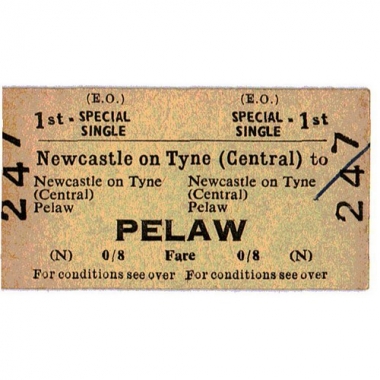 (E.O.) (E.O.)
1st - SPECIAL SINGLE SPECIAL SINGLE - 1st
Newcastle on Tyne (Central) to
Newcastle on Tyne Newcastle on Tyne
(Central) (Central)
Pelaw Pelaw
PELAW
(N) 0/8 Fare 0/8 (N)
For conditions see over For conditions see over
247
247